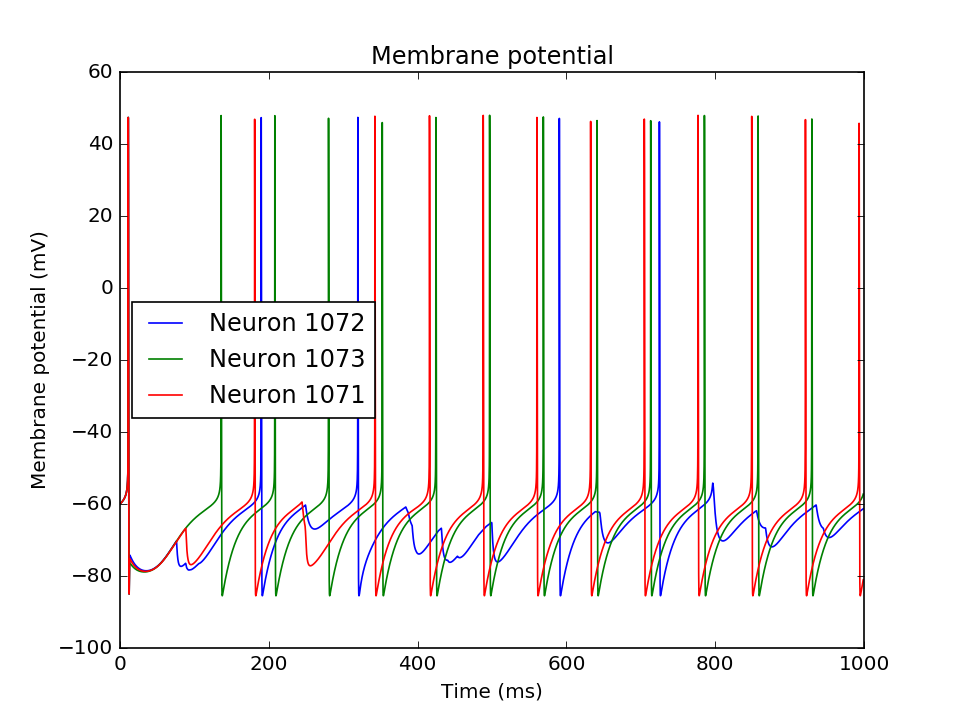 Membrane potential
60
40
20
0
−20
−40
−60
−80
−100
Membrane potential (mV)
Neuron 1072
Neuron 1073
Neuron 1071
0 200 400 600 800 1000
Time (ms)